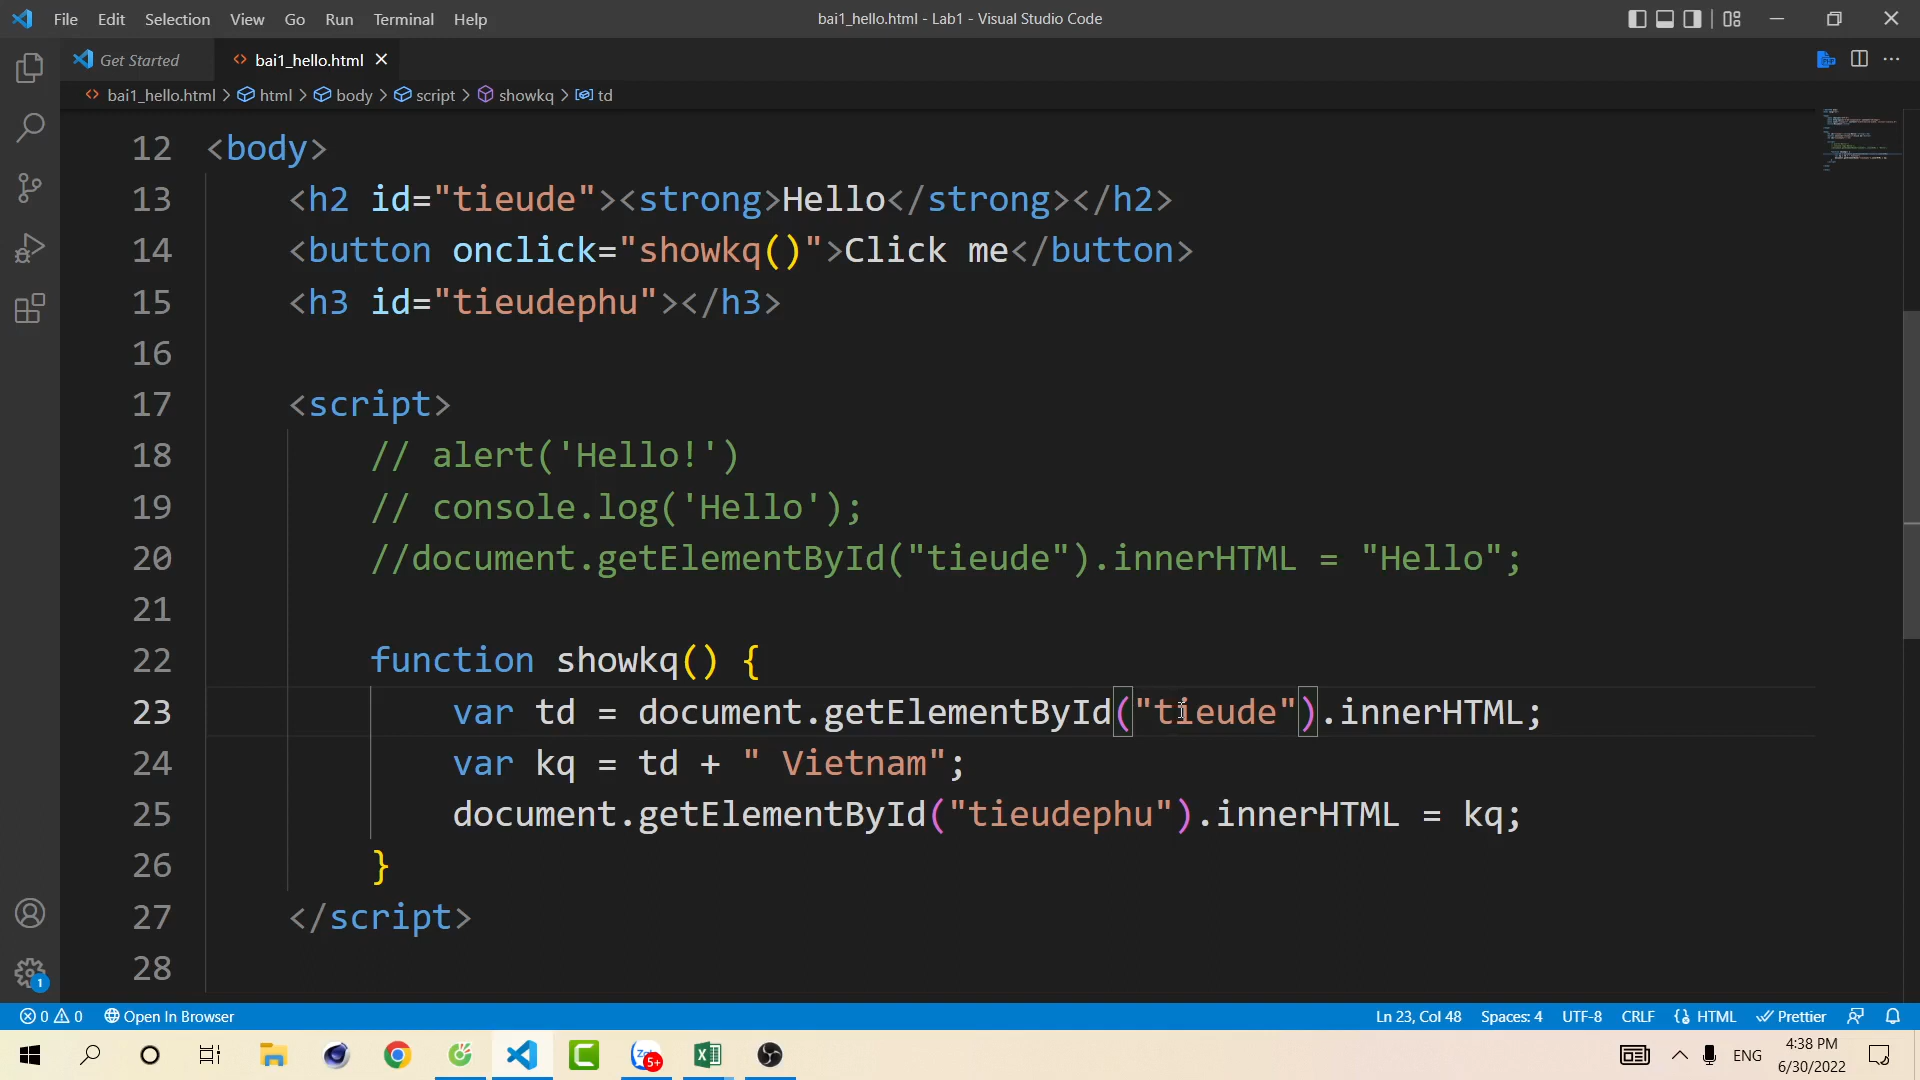 File Edit Selection View Go Run Terminal Help bai1_hello.html - Lab1 - Visual Studio Code
Get Started bai1_hello.html
bai1_hello.html > html > body > script > showkq > td
12 <body>
13 <h2 id="tieude"><strong>Hello</strong></h2>
14 <button onclick="showkq()">Click me</button>
15 <h3 id="tieudephu"></h3>
16
17 <script>
18 // alert('Hello!')
19 // console.log('Hello');
20 //document.getElementById("tieude").innerHTML = "Hello";
21
22 function showkq() {
23 var td = document.getElementById("tieude").innerHTML;
24 var kq = td + " Vietnam";
25 document.getElementById("tieudephu").innerHTML = kq;
26 }
27 </script>
28
1
0 0 Open In Browser Ln 23, Col 48 Spaces: 4 UTF-8 CRLF HTML Prettier
5+ ENG 4:38 PM
6/30/2022